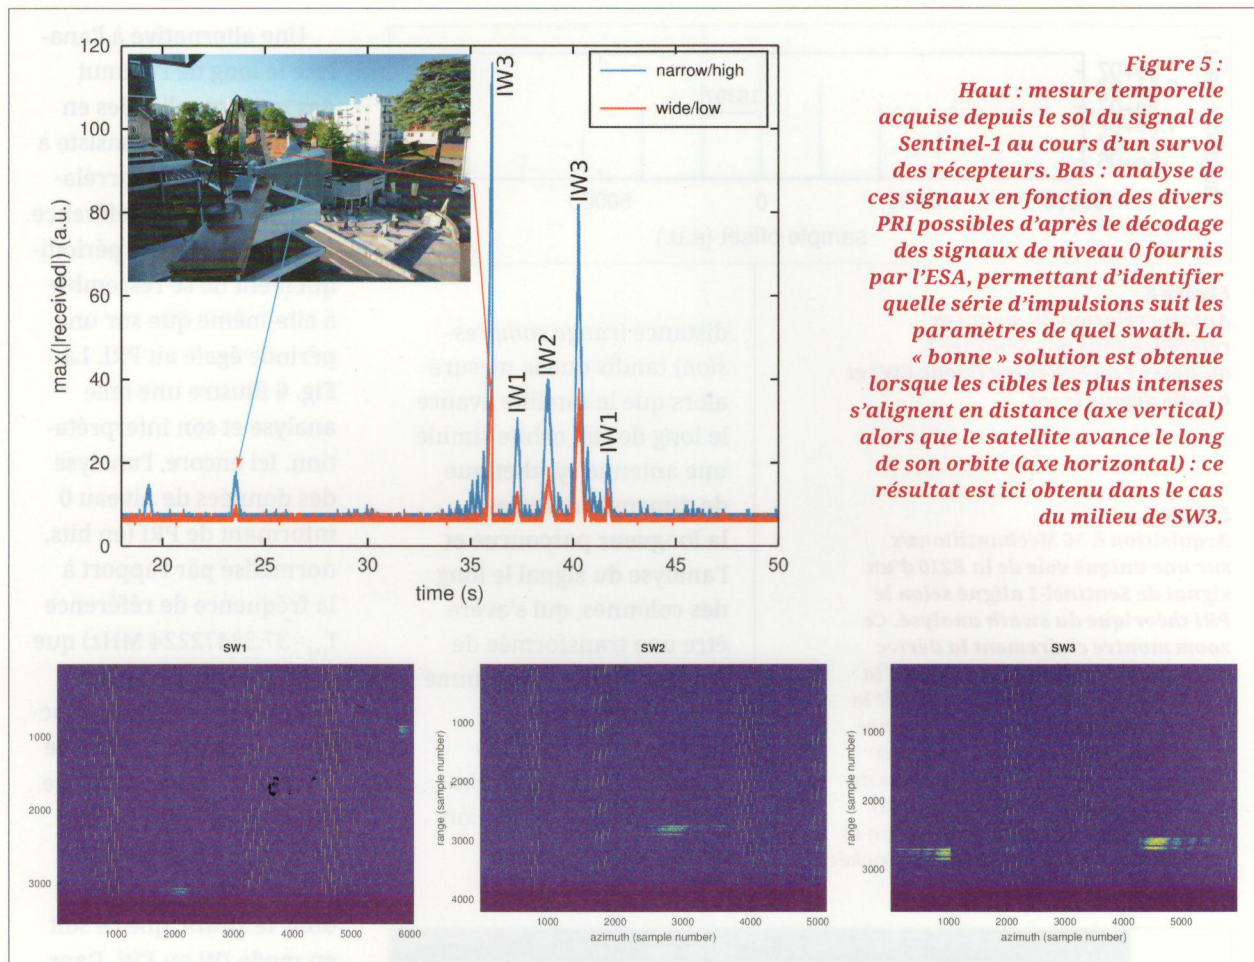 120
100
80
60
40
20
0
max(|received|) (a.u.)
20
25
30
35
40
45
50
time (s)
narrow/high
wide/low
IW3
IW1
IW2
IW3
IW1
Figure 5 :
Haut : mesure temporelle
acquise depuis le sol du signal de
Sentinel-1 au cours d'un survol
des récepteurs. Bas : analyse de
ces signaux en fonction des divers
PRI possibles d'après le décodage
des signaux de niveau 0 fournis
par l'ESA, permettant d'identifier
quelle série d'impulsions suit les
paramètres de quel swath. La
« bonne » solution est obtenue
lorsque les cibles les plus intenses
s'alignent en distance (axe vertical)
alors que le satellite avance le long
de son orbite (axe horizontal) : ce
résultat est ici obtenu dans le cas
du milieu de SW3.
SW1
1000
2000
3000
1000
2000
3000
4000
5000
6000
SW2
range (sample number)
1000
2000
3000
4000
1000
2000
3000
4000
5000
azimuth (sample number)
SW3
range (sample number)
1000
2000
3000
1000
2000
3000
4000
5000
azimuth (sample number)